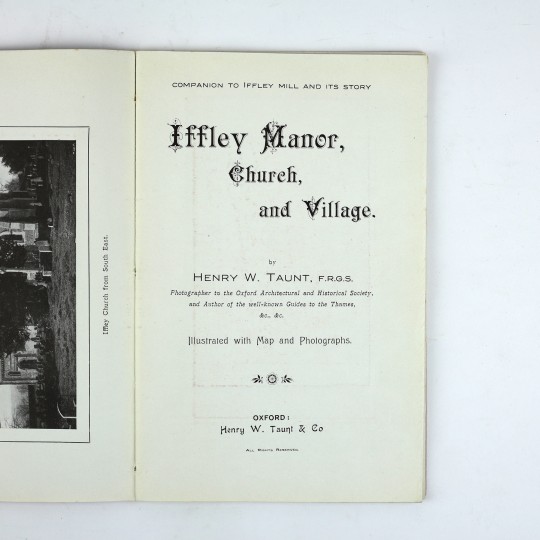 Iffley Church from South East.
COMPANION TO IFFLEY MILL AND ITS STORY
Iffley Manor,
Church,
and Village.
by
HENRY W. TAUNT, F.R.G.S.
Photographer to the Oxford Architectural and Historical Society,
and Author of the well-known Guides to the Thames,
&c., &c.
Illustrated with Map and Photographs.
OXFORD:
Henry W. Taunt & Co
ALL RIGHTS RESERVED.